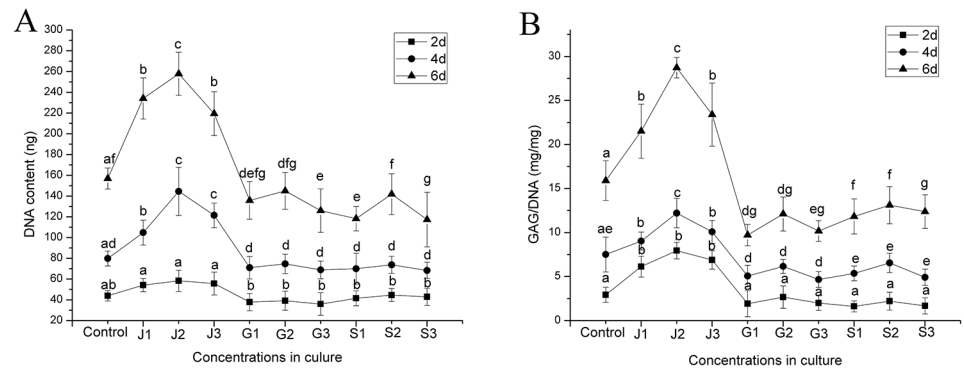 A
300
280
260
240
220
200
180
160
140
120
100
80
60
40
20
DNA content (ng)
2d
4d
6d
af b c b defg dfg e e f g
ad b c c d d d d d d
ab a a a b b b b b b
Control J1 J2 J3 G1 G2 G3 S1 S2 S3
Concentrations in culure
B
30
25
20
15
10
5
0
GAG/DNA (mg/mg)
2d
4d
6d
a b c b dg dg eg f f g
ae b c b d d d e e e
a b b b a a a a a a
Control J1 J2 J3 G1 G2 G3 S1 S2 S3
Concentrations in culture